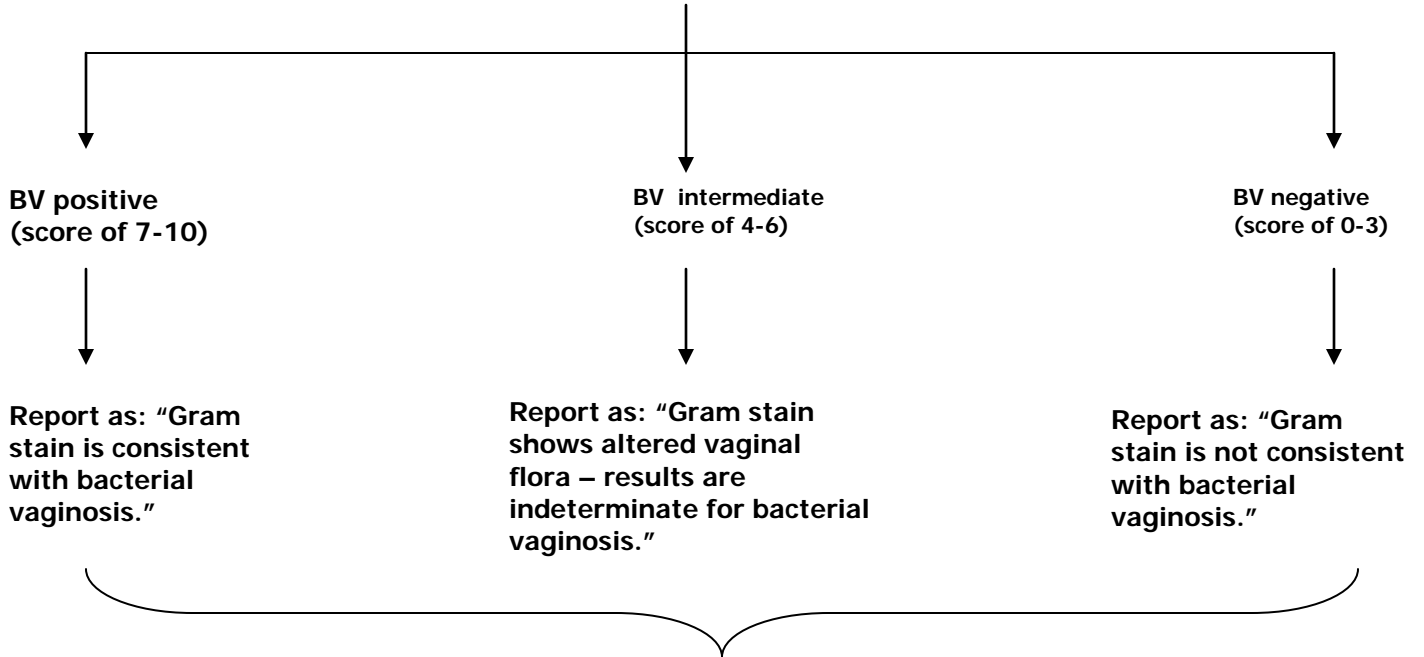 BV positive
(score of 7-10)
BV intermediate
(score of 4-6)
BV negative
(score of 0-3)
Report as: “Gram
stain is consistent
with bacterial
vaginosis.”
Report as: “Gram stain
shows altered vaginal
flora – results are
indeterminate for bacterial
vaginosis.”
Report as: “Gram
stain is not consistent
with bacterial
vaginosis.”